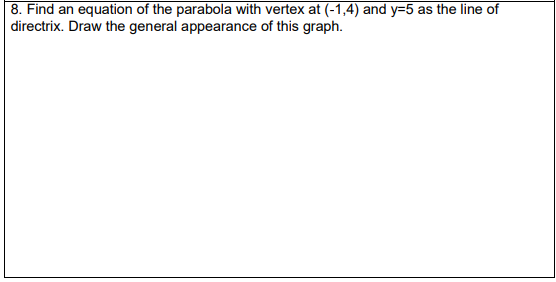 8. Find an equation of the parabola with vertex at (-1,4) and y=5 as the line of
directrix. Draw the general appearance of this graph.